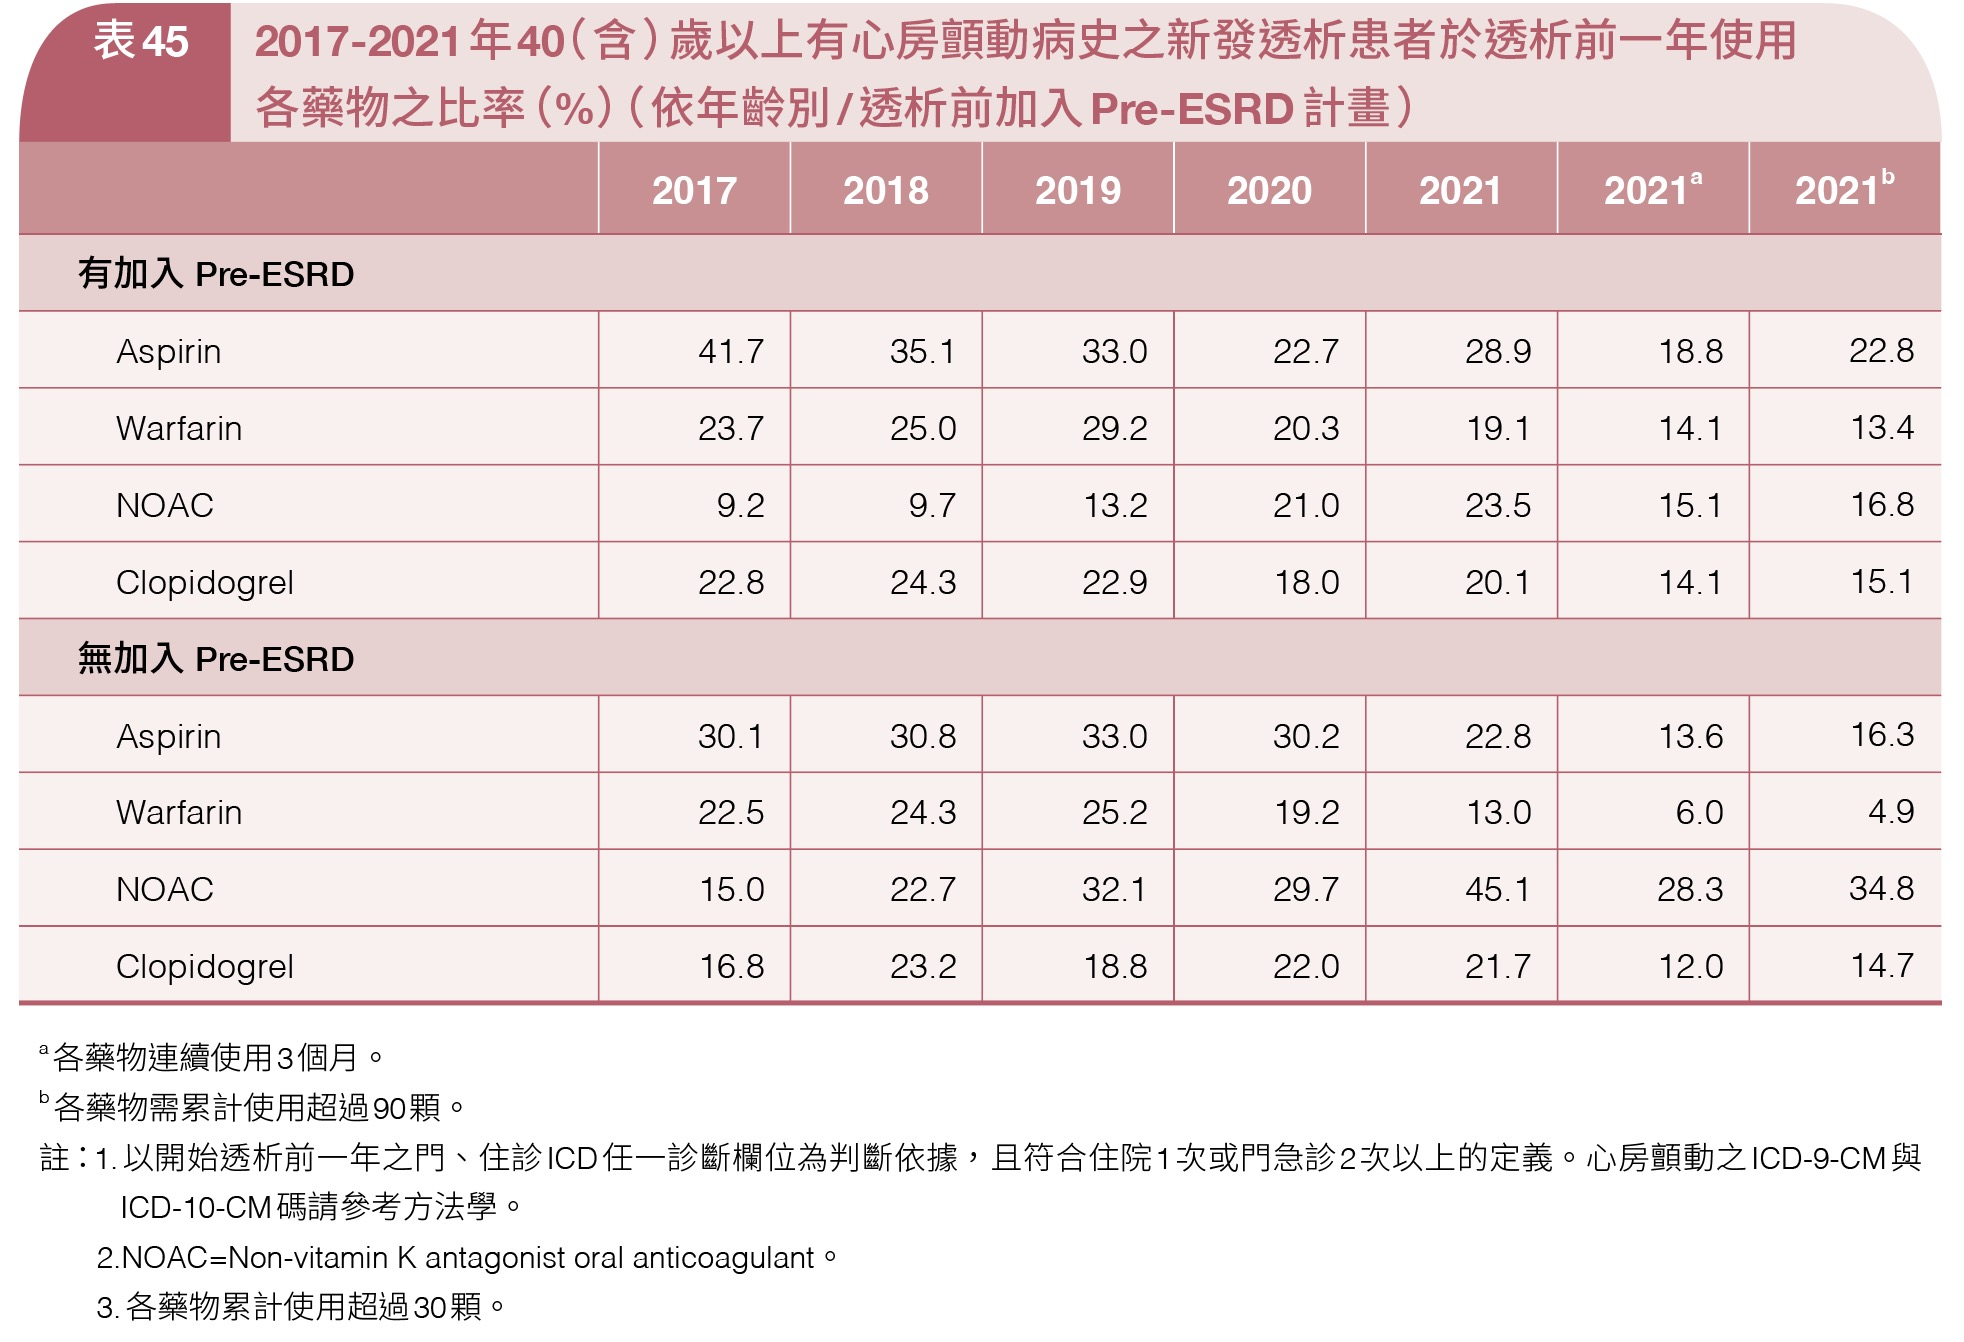 表45
2017-2021年40(含)歲以上有心房顫動病史之新發透析患者於透析前一年使用
各藥物之比率(%)(依年齡別/透析前加入Pre-ESRD計畫)
2017 2018 2019 2020 2021 2021a 2021b
有加入 Pre-ESRD
Aspirin 41.7 35.1 33.0 22.7 28.9 18.8 22.8
Warfarin 23.7 25.0 29.2 20.3 19.1 14.1 13.4
NOAC 9.2 9.7 13.2 21.0 23.5 15.1 16.8
Clopidogrel 22.8 24.3 22.9 18.0 20.1 14.1 15.1
無加入 Pre-ESRD
Aspirin 30.1 30.8 33.0 30.2 22.8 13.6 16.3
Warfarin 22.5 24.3 25.2 19.2 13.0 6.0 4.9
NOAC 15.0 22.7 32.1 29.7 45.1 28.3 34.8
Clopidogrel 16.8 23.2 18.8 22.0 21.7 12.0 14.7
a各藥物連續使用3個月。
b各藥物需累計使用超過90顆。
註：1. 以開始透析前一年之門、住診ICD任一診斷欄位為判斷依據，且符合住院1次或門急診2次以上的定義。心房顫動之ICD-9-CM與
ICD-10-CM碼請參考方法學。
2.NOAC=Non-vitamin K antagonist oral anticoagulant。
3. 各藥物累計使用超過30顆。